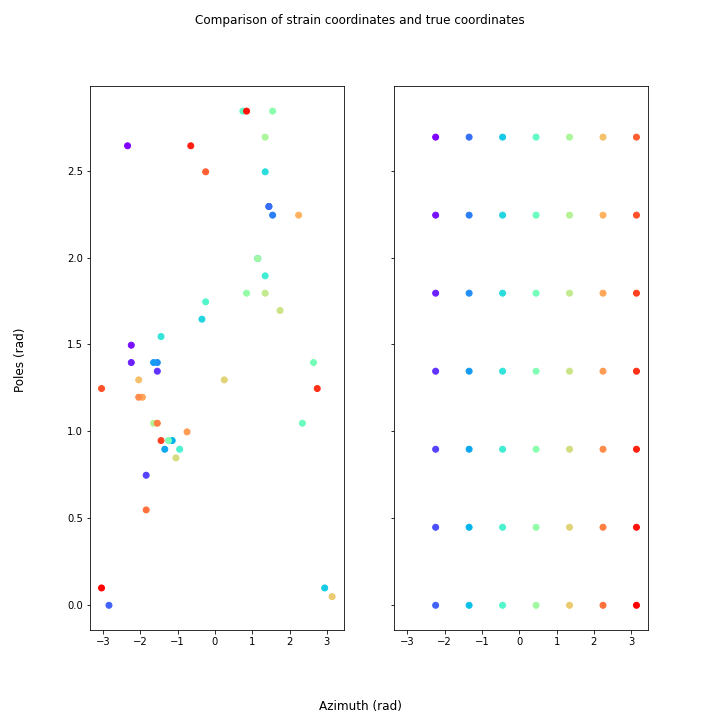 Comparison of strain coordinates and true coordinates
2.5
2.0
1.5
1.0
0.5
0.0
Poles (rad)
−3 −2 −1 0 1 2 3
−3 −2 −1 0 1 2 3
Azimuth (rad)